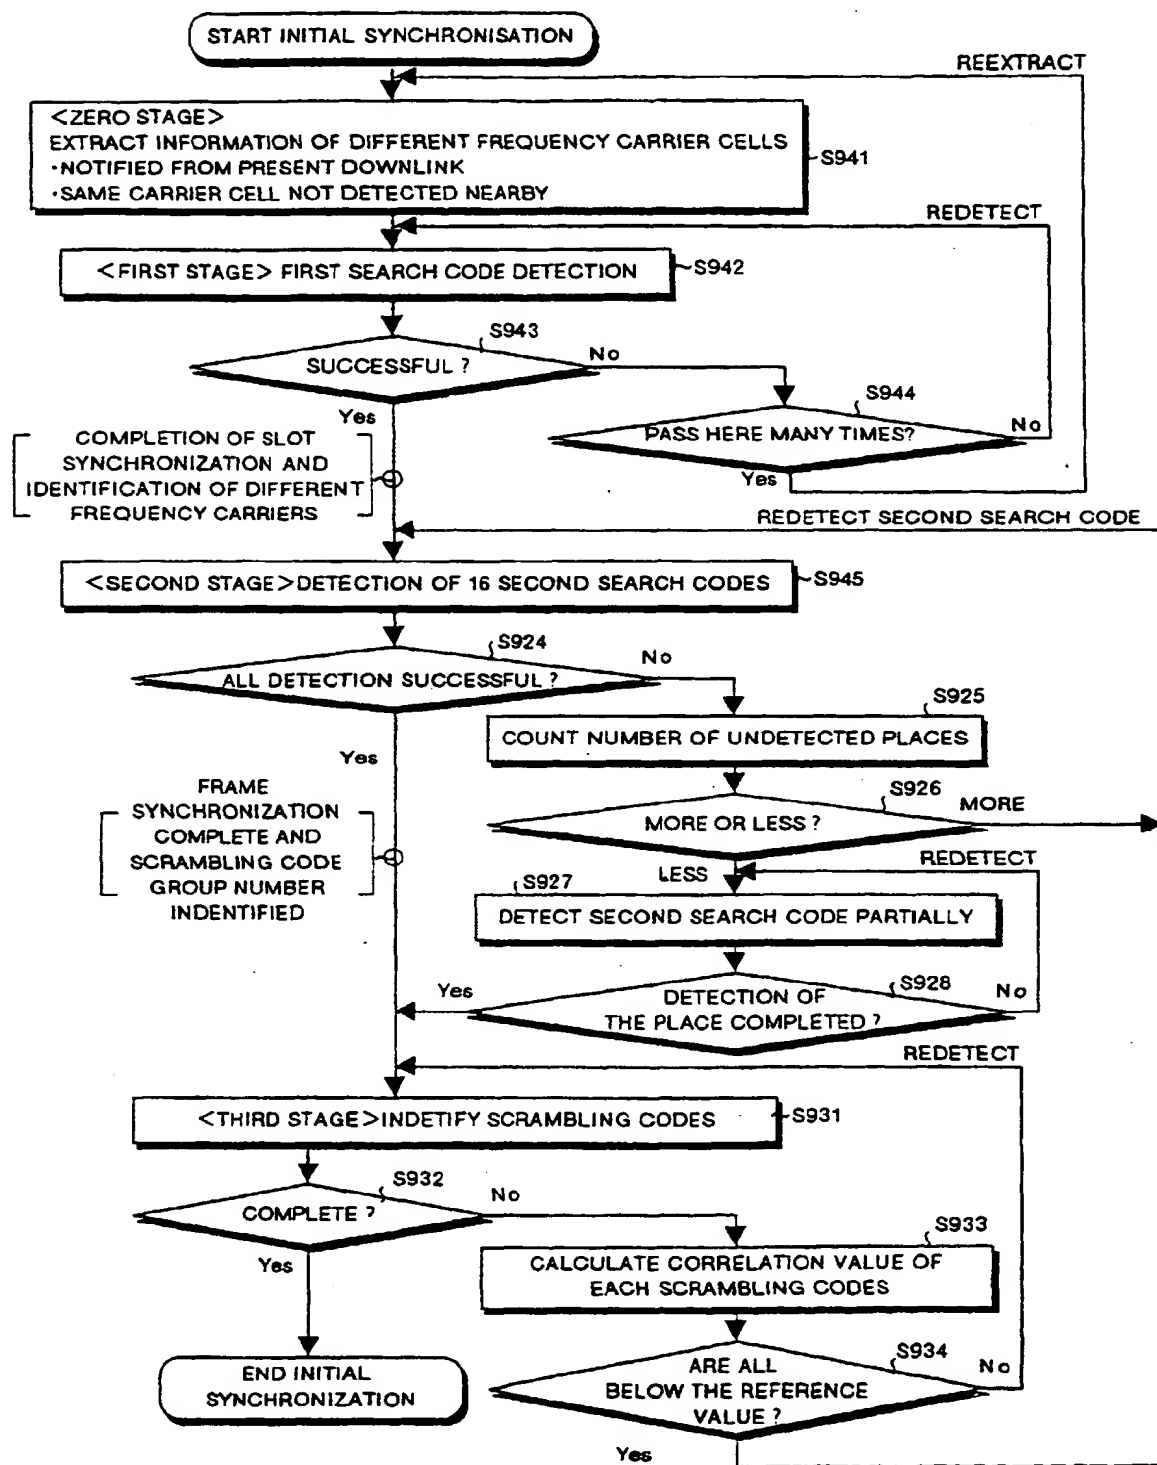 START INITIAL SYNCHRONISATION
REEXTRACT
<ZERO STAGE>
EXTRACT INFORMATION OF DIFFERENT FREQUENCY CARRIER CELLS
·NOTIFIED FROM PRESENT DOWNLINK
·SAME CARRIER CELL NOT DETECTED NEARBY
S941
REDETECT
<FIRST STAGE> FIRST SEARCH CODE DETECTION
S942
S943
SUCCESSFUL ?
No
Yes
S944
PASS HERE MANY TIMES?
No
Yes
COMPLETION OF SLOT
SYNCHRONIZATION AND
IDENTIFICATION OF DIFFERENT
FREQUENCY CARRIERS
REDETECT SECOND SEARCH CODE
<SECOND STAGE>DETECTION OF 16 SECOND SEARCH CODES
S945
S924
ALL DETECTION SUCCESSFUL ?
No
Yes
S925
COUNT NUMBER OF UNDETECTED PLACES
S926
MORE OR LESS ?
MORE
LESS
REDETECT
FRAME
SYNCHRONIZATION
COMPLETE AND
SCRAMBLING CODE
GROUP NUMBER
INDENTIFIED
S927
DETECT SECOND SEARCH CODE PARTIALLY
S928
DETECTION OF
THE PLACE COMPLETED ?
Yes
No
REDETECT
<THIRD STAGE>INDETIFY SCRAMBLING CODES
S931
S932
COMPLETE ?
No
Yes
S933
CALCULATE CORRELATION VALUE OF
EACH SCRAMBLING CODES
S934
ARE ALL
BELOW THE REFERENCE
VALUE ?
No
Yes
END INITIAL
SYNCHRONIZATION